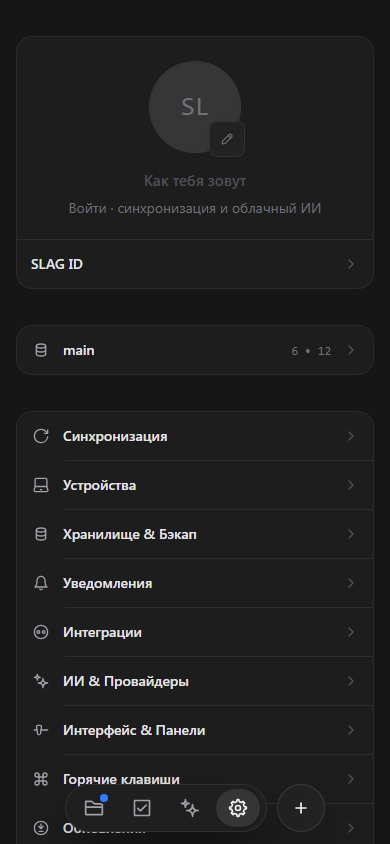 SL
Как тебя зовут
Войти · синхронизация и облачный ИИ
SLAG ID
main 6 • 12
Синхронизация
Устройства
Хранилище & Бэкап
Уведомления
Интеграции
ИИ & Провайдеры
Интерфейс & Панели
Горячие клавиши